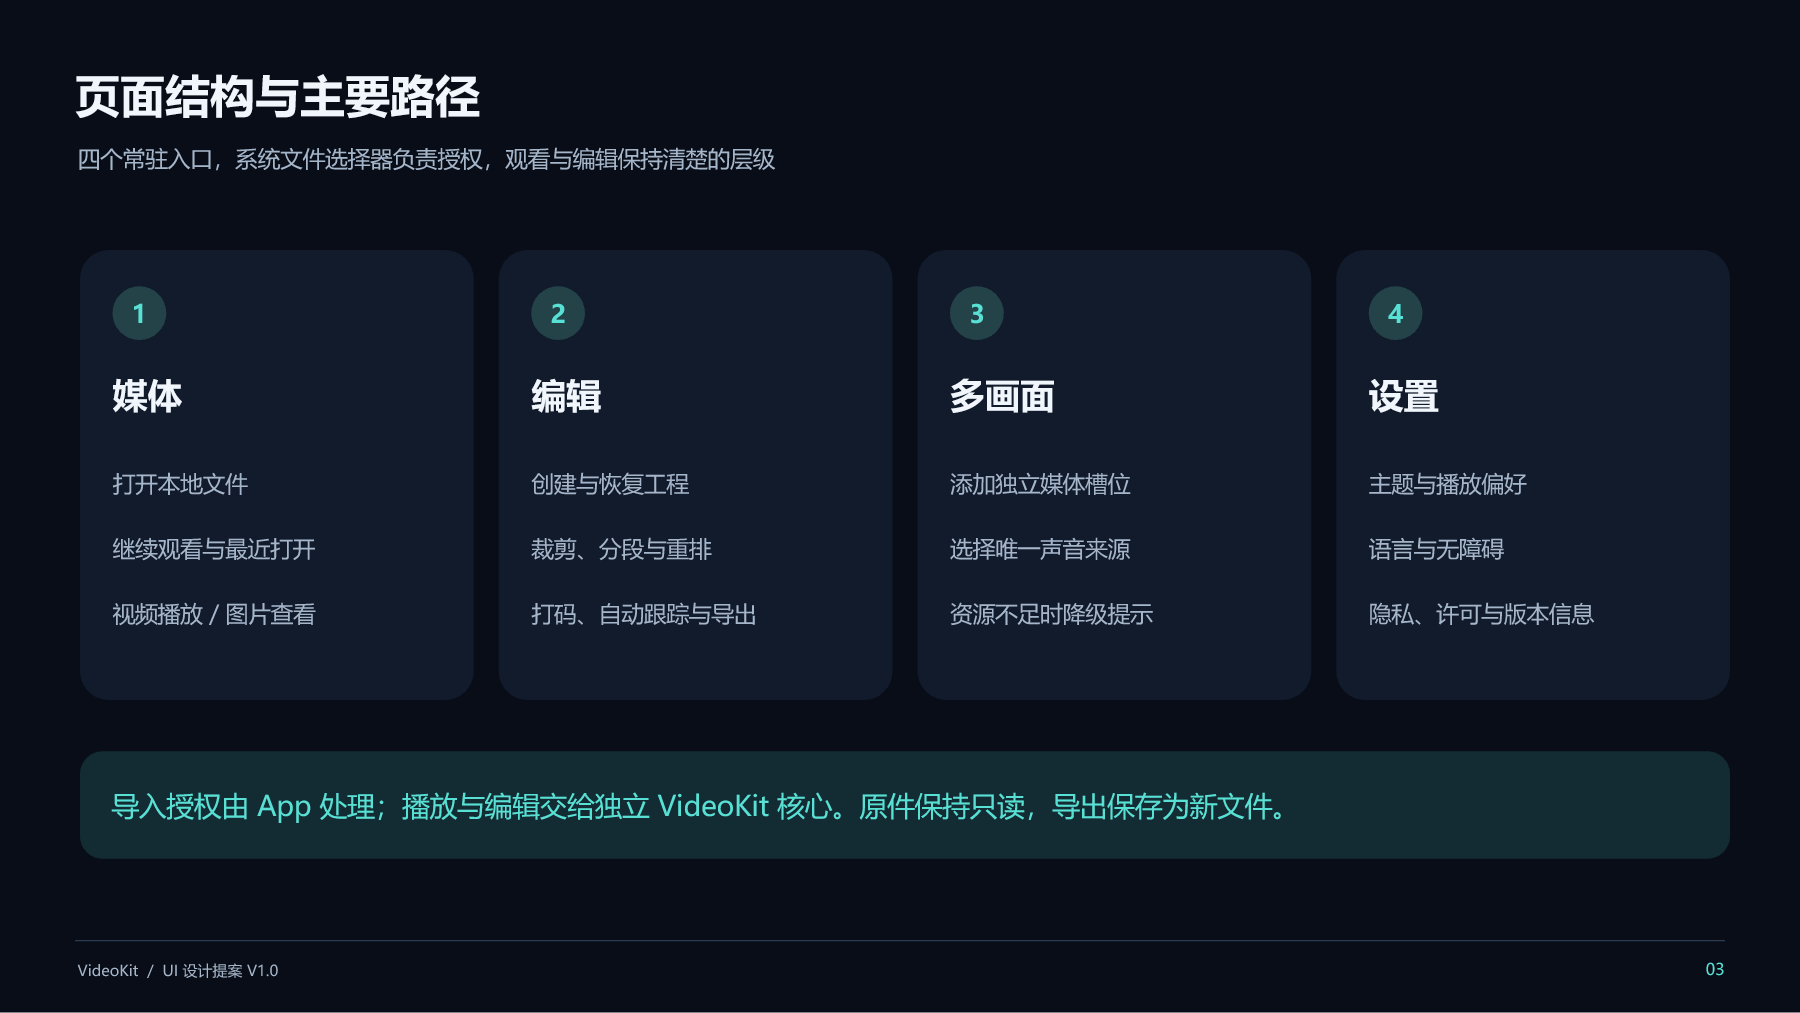 页面结构与主要路径
四个常驻入口，系统文件选择器负责授权，观看与编辑保持清楚的层级
1
媒体
打开本地文件
继续观看与最近打开
视频播放 / 图片查看
2
编辑
创建与恢复工程
裁剪、分段与重排
打码、自动跟踪与导出
3
多画面
添加独立媒体槽位
选择唯一声音来源
资源不足时降级提示
4
设置
主题与播放偏好
语言与无障碍
隐私、许可与版本信息
导入授权由 App 处理；播放与编辑交给独立 VideoKit 核心。原件保持只读，导出保存为新文件。
VideoKit / UI 设计提案 V1.0
03